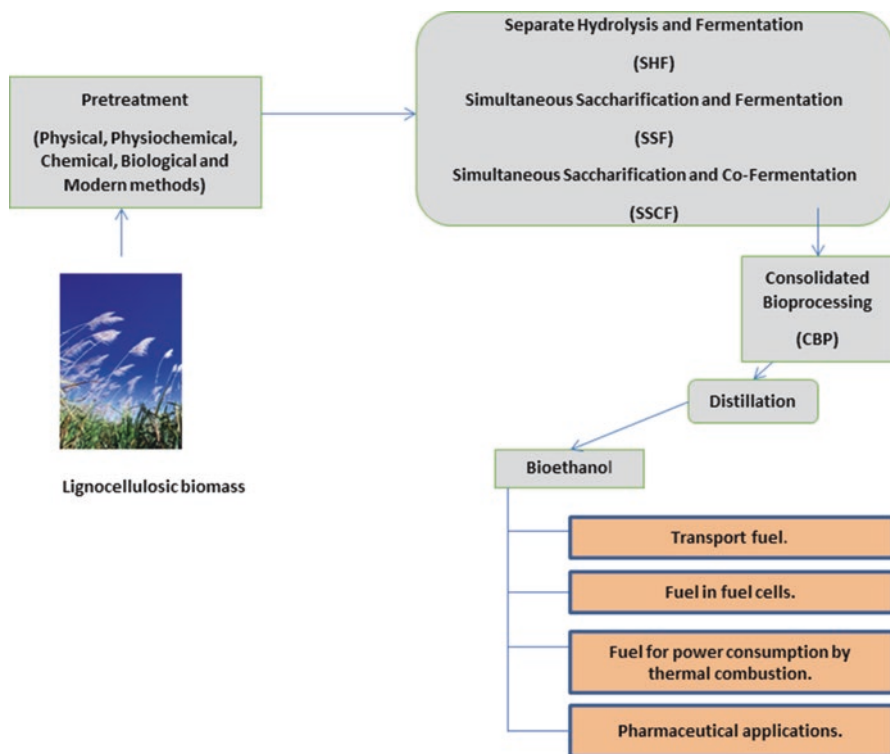 Pretreatment
(Physical, Physiochemical,
Chemical, Biological and
Modern methods)
Separate Hydrolysis and Fermentation
(SHF)
Simultaneous Saccharification and Fermentation
(SSF)
Simultaneous Saccharification and Co-Fermentation
(SSCF)
Lignocellulosic biomass
Consolidated
Bioprocessing
(CBP)
Distillation
Bioethanol
Transport fuel.
Fuel in fuel cells.
Fuel for power consumption by
thermal combustion.
Pharmaceutical applications.